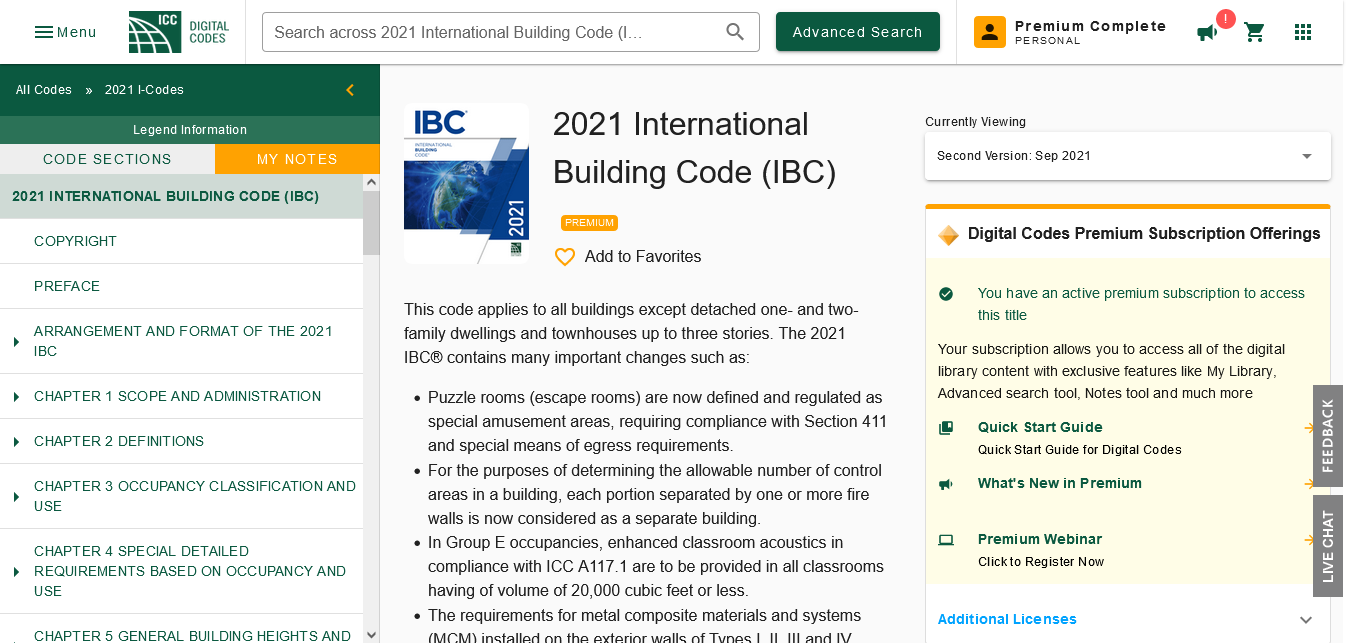 Menu
ICC
DIGITAL
CODES
Search across 2021 International Building Code (I...
Advanced Search
Premium Complete
PERSONAL
!
All Codes » 2021 I-Codes
Legend Information
CODE SECTIONS
MY NOTES
2021 INTERNATIONAL BUILDING CODE (IBC)
COPYRIGHT
PREFACE
ARRANGEMENT AND FORMAT OF THE 2021
IBC
CHAPTER 1 SCOPE AND ADMINISTRATION
CHAPTER 2 DEFINITIONS
CHAPTER 3 OCCUPANCY CLASSIFICATION AND
USE
CHAPTER 4 SPECIAL DETAILED
REQUIREMENTS BASED ON OCCUPANCY AND
USE
CHAPTER 5 GENERAL BUILDING HEIGHTS AND
IBC
INTERNATIONAL
BUILDING
CODE
2021
2021 International
Building Code (IBC)
PREMIUM
Add to Favorites
This code applies to all buildings except detached one- and two-
family dwellings and townhouses up to three stories. The 2021
IBC® contains many important changes such as:
• Puzzle rooms (escape rooms) are now defined and regulated as
special amusement areas, requiring compliance with Section 411
and special means of egress requirements.
• For the purposes of determining the allowable number of control
areas in a building, each portion separated by one or more fire
walls is now considered as a separate building.
• In Group E occupancies, enhanced classroom acoustics in
compliance with ICC A117.1 are to be provided in all classrooms
having of volume of 20,000 cubic feet or less.
• The requirements for metal composite materials and systems
(MCM) installed on the exterior walls of Types I, II, III and IV
Currently Viewing
Second Version: Sep 2021
Digital Codes Premium Subscription Offerings
You have an active premium subscription to access
this title
Your subscription allows you to access all of the digital
library content with exclusive features like My Library,
Advanced search tool, Notes tool and much more
Quick Start Guide
Quick Start Guide for Digital Codes
What's New in Premium
Premium Webinar
Click to Register Now
Additional Licenses
FEEDBACK
LIVE CHAT